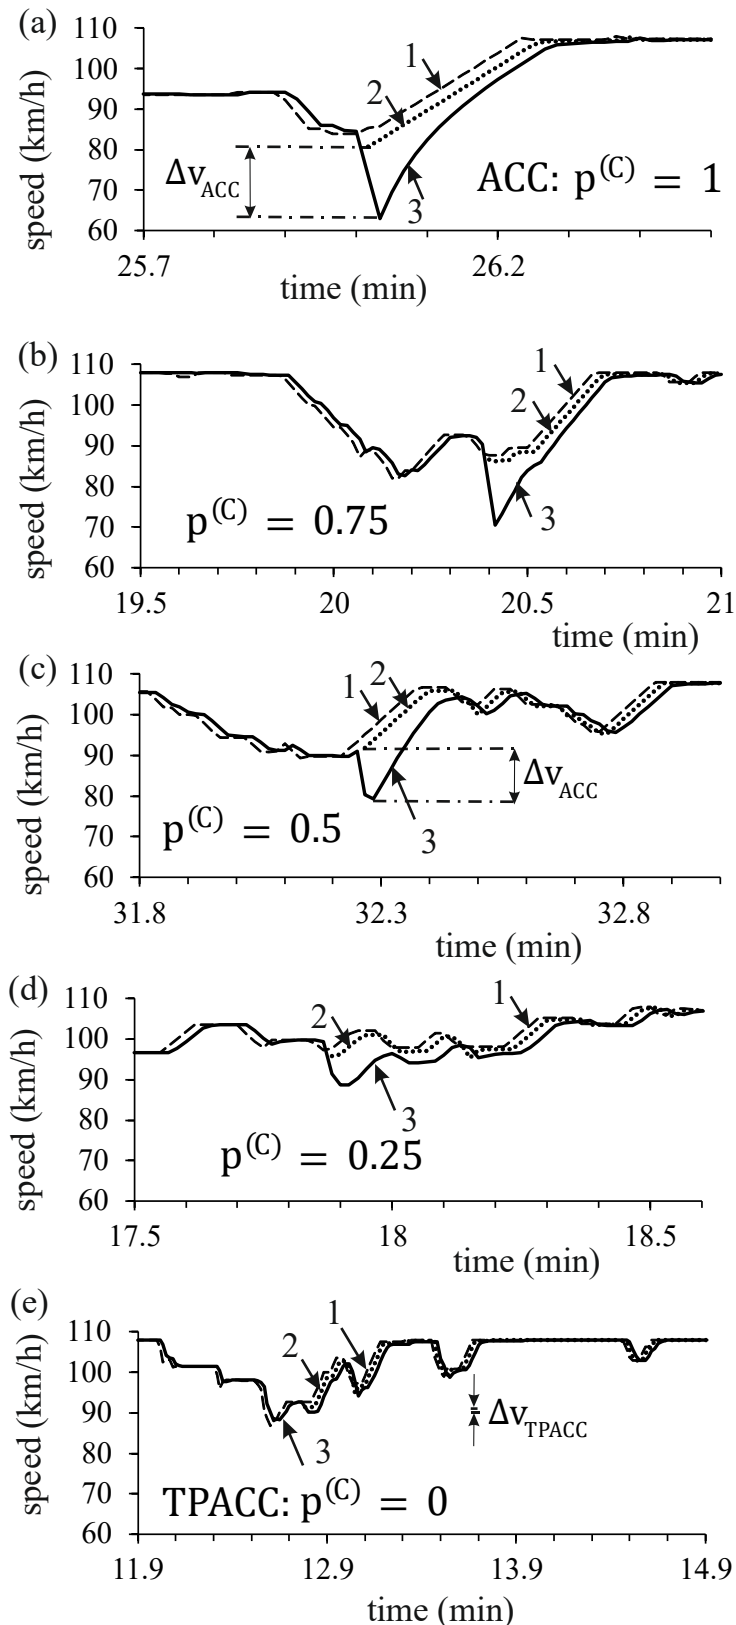 (a)
speed (km/h)
110
100
90
80
70
60
1
2
3
Δv_ACC
ACC: p^(C) = 1
25.7 26.2
time (min)
(b)
speed (km/h)
110
100
90
80
70
60
1
2
3
p^(C) = 0.75
19.5 20 20.5 21
time (min)
(c)
speed (km/h)
110
100
90
80
70
60
1
2
3
Δv_ACC
p^(C) = 0.5
31.8 32.3 32.8
time (min)
(d)
speed (km/h)
110
100
90
80
70
60
1
2
3
p^(C) = 0.25
17.5 18 18.5
time (min)
(e)
speed (km/h)
110
100
90
80
70
60
1
2
3
Δv_TPACC
TPACC: p^(C) = 0
11.9 12.9 13.9 14.9
time (min)